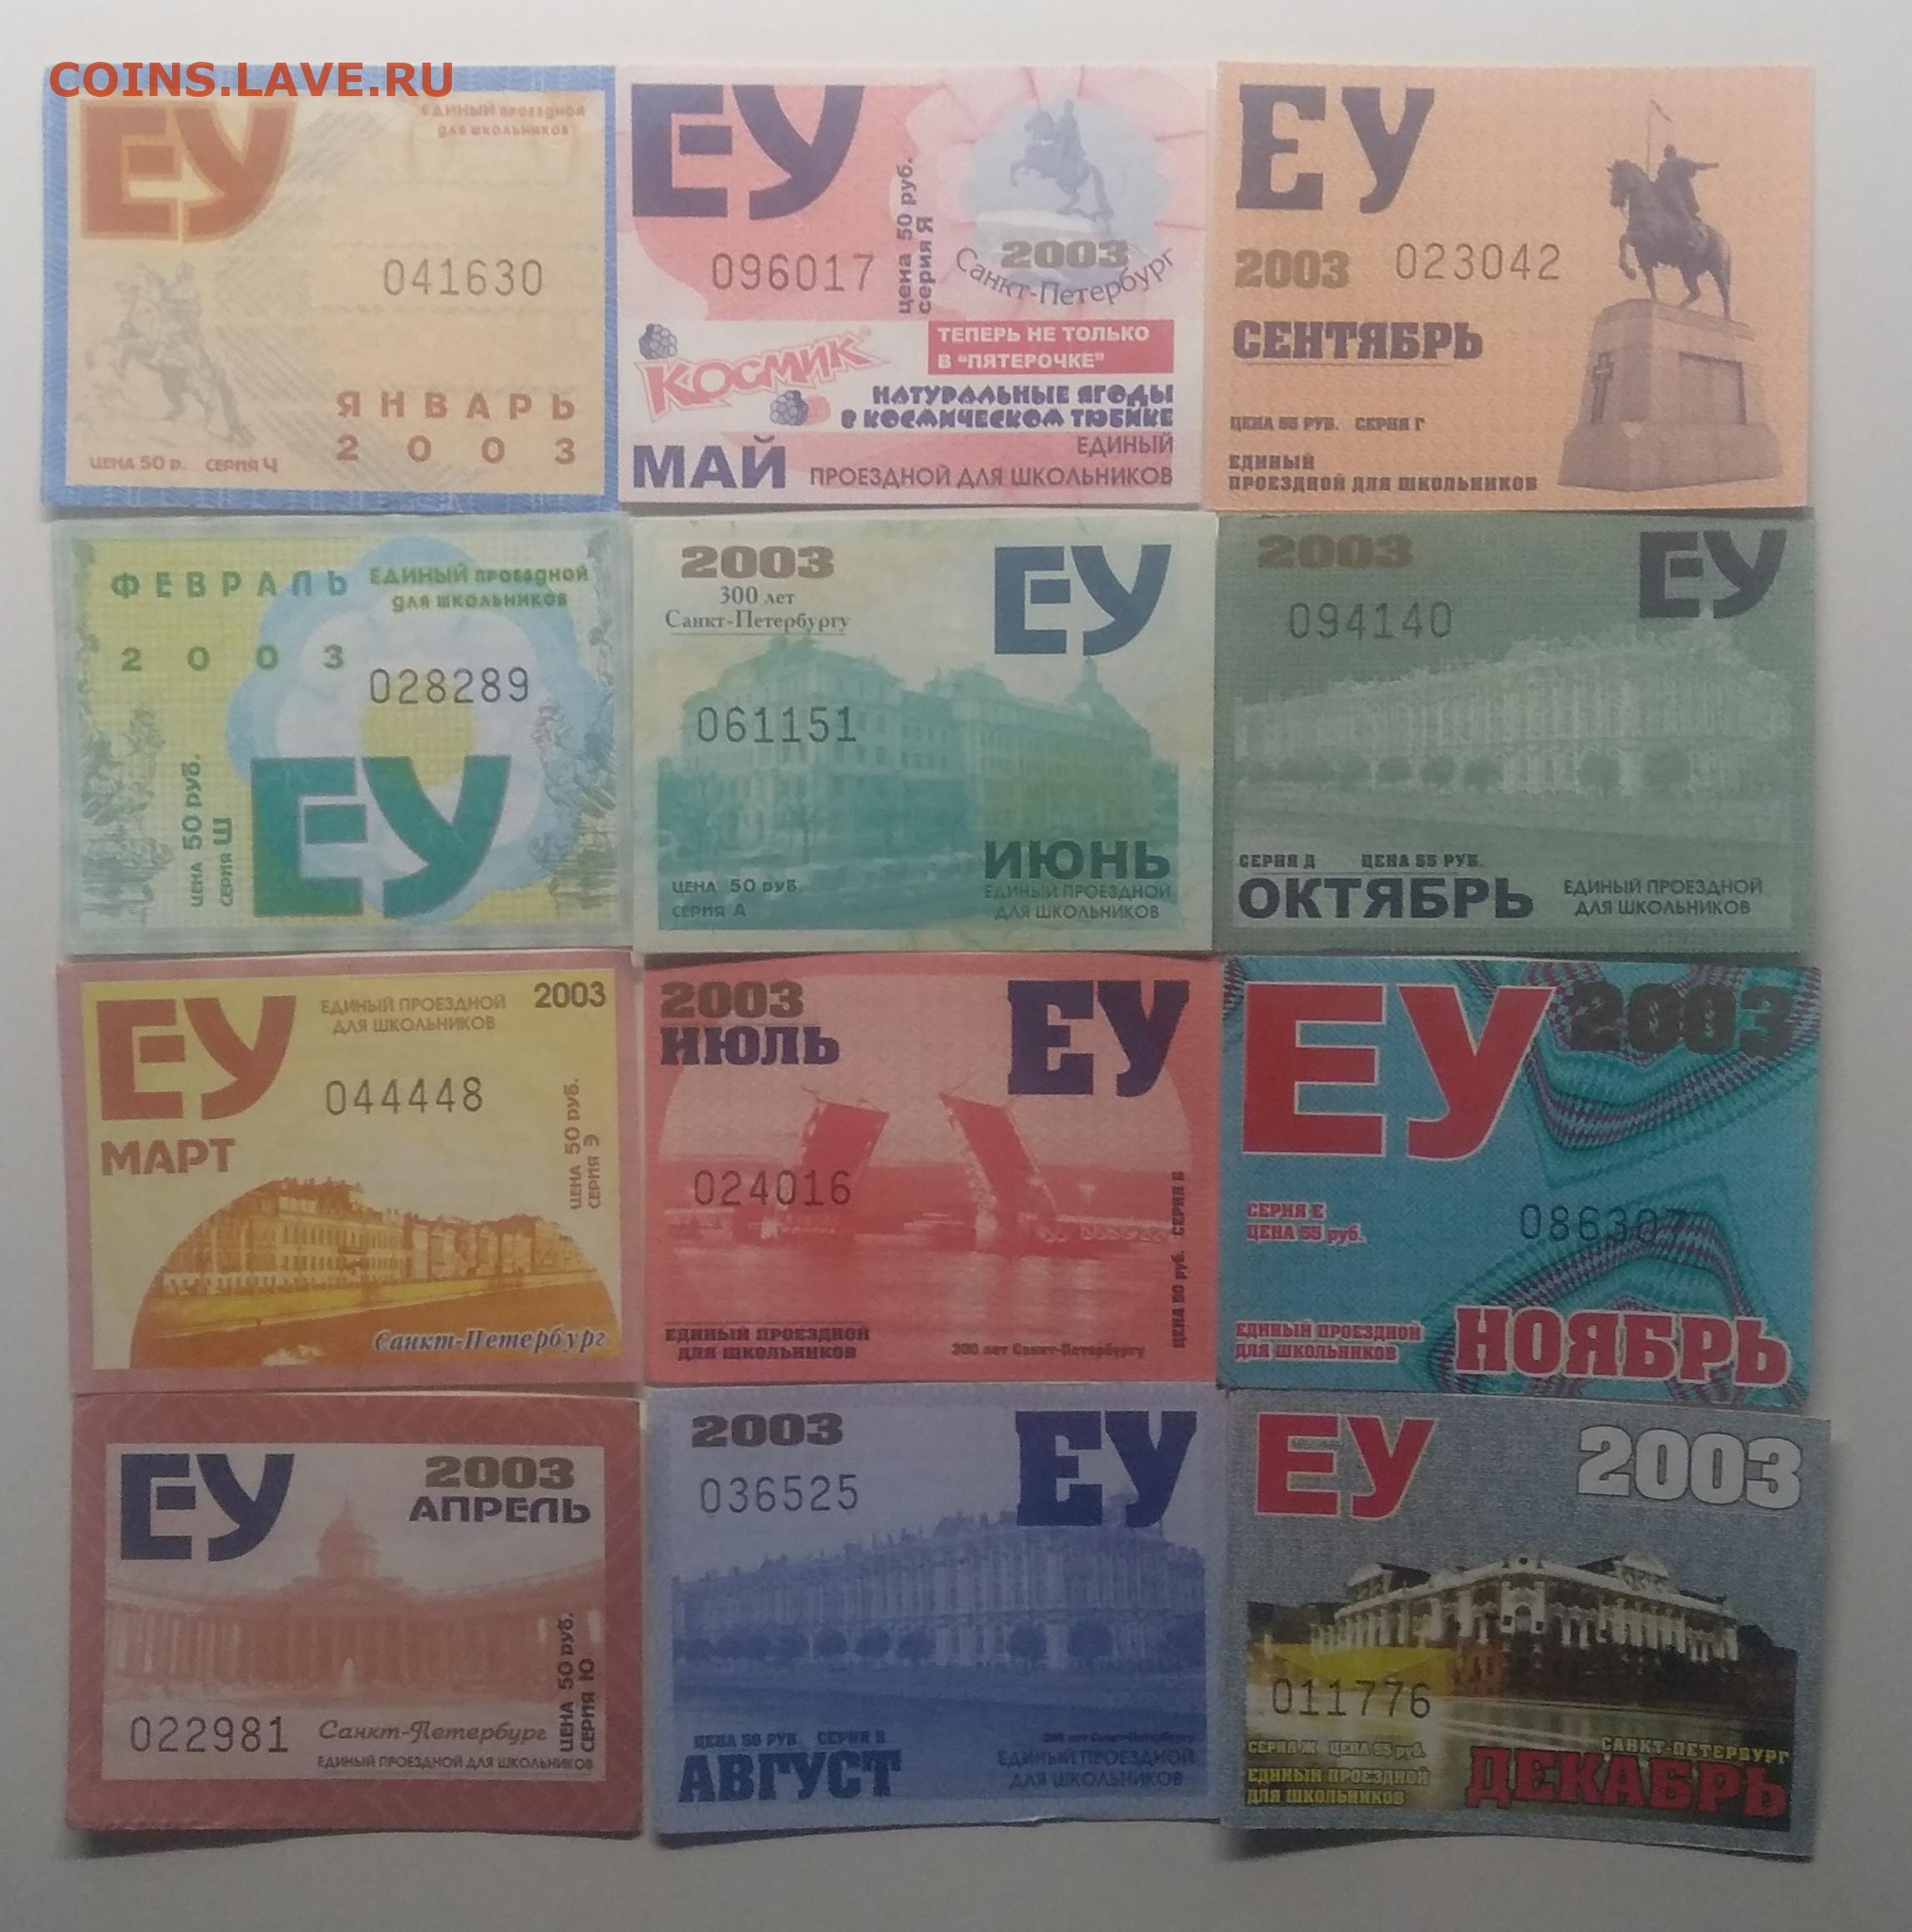 COINS.LAVE.RU
ЕУ
ЕДИНЫЙ проездной
для школьников
041630
ЯНВАРЬ
2003
ЦЕНА 50 р. СЕРИЯ Ч
ЕУ
цена 50 руб.
серия Я
096017
2003
Санкт-Петербург
КОСМИК
ТЕПЕРЬ НЕ ТОЛЬКО
В "ПЯТЕРОЧКЕ"
НАТУРАЛЬНЫЕ ЯГОДЫ
В КОСМИЧЕСКОМ ТЮБИКЕ
МАЙ
ЕДИНЫЙ
ПРОЕЗДНОЙ ДЛЯ ШКОЛЬНИКОВ
ЕУ
2003 023042
СЕНТЯБРЬ
ЦЕНА 55 РУБ. СЕРИЯ Г
ЕДИНЫЙ
ПРОЕЗДНОЙ ДЛЯ ШКОЛЬНИКОВ
ФЕВРАЛЬ
2003
ЕДИНЫЙ проездной
для школьников
028289
ЦЕНА 50 руб.
СЕРИЯ Ш
ЕУ
2003
300 лет
Санкт-Петербургу
ЕУ
061151
ИЮНЬ
ЦЕНА 50 руб.
СЕРИЯ А
ЕДИНЫЙ ПРОЕЗДНОЙ
ДЛЯ ШКОЛЬНИКОВ
2003
ЕУ
094140
СЕРИЯ Д ЦЕНА 55 РУБ.
ОКТЯБРЬ
ЕДИНЫЙ ПРОЕЗДНОЙ
ДЛЯ ШКОЛЬНИКОВ
ЕУ
ЕДИНЫЙ ПРОЕЗДНОЙ
ДЛЯ ШКОЛЬНИКОВ
2003
044448
МАРТ
ЦЕНА 50 руб.
СЕРИЯ Э
Санкт-Петербург
2003
ИЮЛЬ
ЕУ
024016
ЦЕНА 50 руб. СЕРИЯ Б
ЕДИНЫЙ ПРОЕЗДНОЙ
ДЛЯ ШКОЛЬНИКОВ
300 лет Санкт-Петербургу
ЕУ
2003
СЕРИЯ Е
ЦЕНА 55 руб.
086307
ЕДИНЫЙ ПРОЕЗДНОЙ
ДЛЯ ШКОЛЬНИКОВ
НОЯБРЬ
ЕУ
2003
АПРЕЛЬ
ЦЕНА 50 руб.
СЕРИЯ Ю
022981
Санкт-Петербург
ЕДИНЫЙ ПРОЕЗДНОЙ ДЛЯ ШКОЛЬНИКОВ
2003
ЕУ
036525
ЦЕНА 50 РУБ. СЕРИЯ В
АВГУСТ
300 лет Санкт-Петербургу
ЕДИНЫЙ ПРОЕЗДНОЙ
ДЛЯ ШКОЛЬНИКОВ
ЕУ
2003
011776
СЕРИЯ Ж ЦЕНА 55 руб.
ЕДИНЫЙ ПРОЕЗДНОЙ
ДЛЯ ШКОЛЬНИКОВ
САНКТ-ПЕТЕРБУРГ
ДЕКАБРЬ